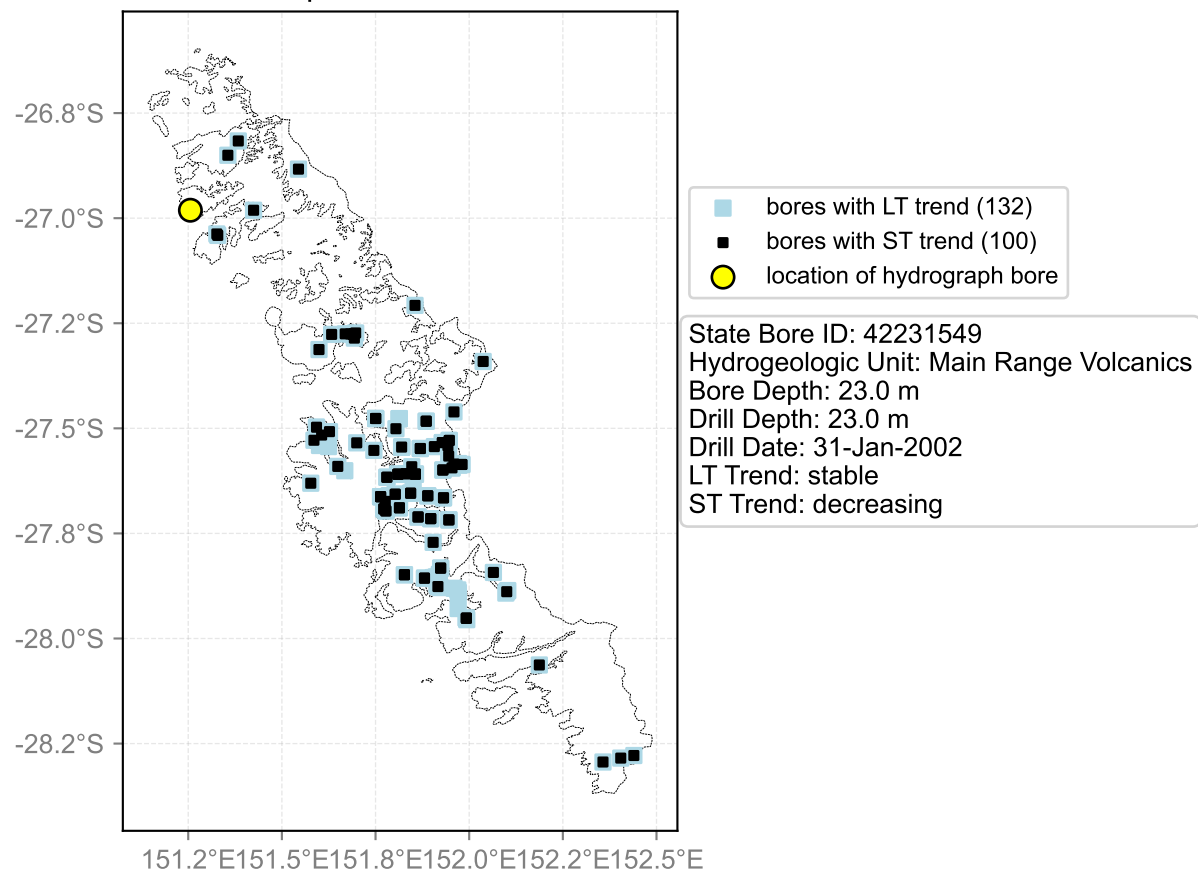 -26.8°S
-27.0°S
-27.2°S
-27.5°S
-27.8°S
-28.0°S
-28.2°S
151.2°E151.5°E151.8°E152.0°E152.2°E152.5°E
bores with LT trend (132)
bores with ST trend (100)
location of hydrograph bore
State Bore ID: 42231549
Hydrogeologic Unit: Main Range Volcanics
Bore Depth: 23.0 m
Drill Depth: 23.0 m
Drill Date: 31-Jan-2002
LT Trend: stable
ST Trend: decreasing